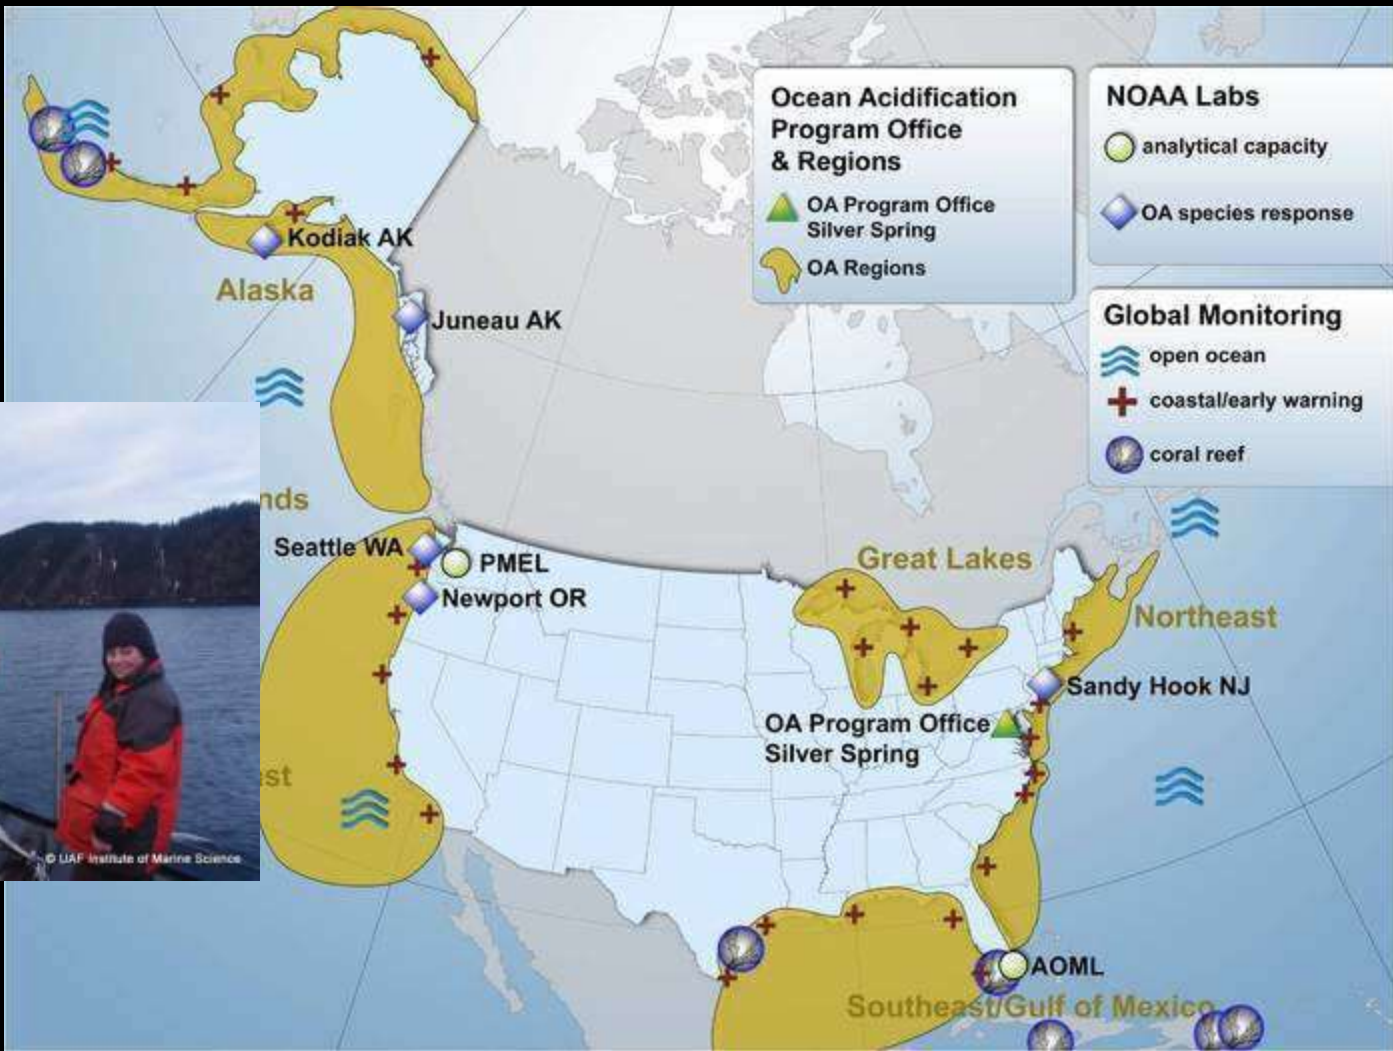 Ocean Acidification
Program Office
& Regions
OA Program Office
Silver Spring
OA Regions
NOAA Labs
analytical capacity
OA species response
Global Monitoring
open ocean
coastal/early warning
coral reef
Kodiak AK
Alaska
Juneau AK
nds
Seattle WA
PMEL
Newport OR
Great Lakes
Northeast
Sandy Hook NJ
OA Program Office
Silver Spring
st
© UAF Institute of Marine Science
AOML
Southeast/Gulf of Mexico